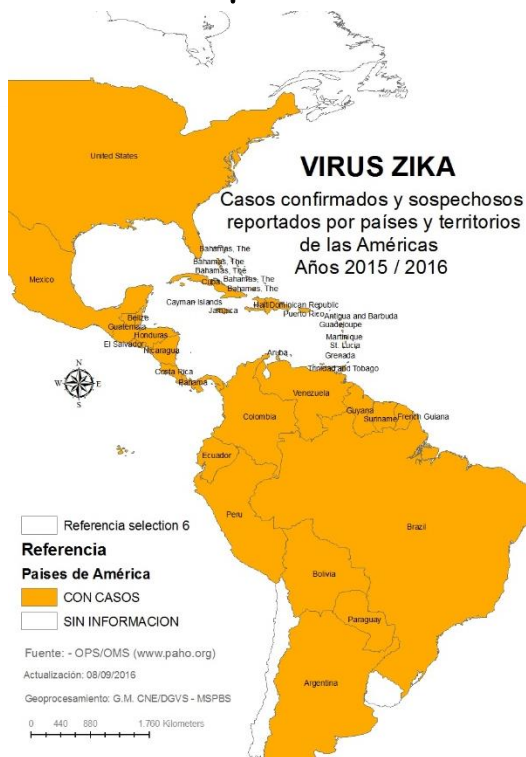 VIRUS ZIKA
Casos confirmados y sospechosos
reportados por países y territorios
de las Américas
Años 2015 / 2016
United States
Mexico
Bahamas, The
Bahamas, The
Bahamas, The
Bahamas, The
Bahamas, The
Cuba
Cayman Islands
Jamaica
Haiti
Dominican Republic
Puerto Rico
Antigua and Barbuda
Guadeloupe
Martinique
St. Lucia
Grenada
Trinidad and Tobago
Aruba
Belize
Guatemala
Honduras
El Salvador
Nicaragua
Costa Rica
Panama
N
W
E
S
Venezuela
Colombia
Guyana
Suriname
French Guiana
Ecuador
Peru
Brazil
Bolivia
Paraguay
Argentina
Referencia selection 6
Referencia
Paises de América
CON CASOS
SIN INFORMACION
Fuente: - OPS/OMS (www.paho.org)
Actualización: 08/09/2016
Geoprocesamiento: G.M. CNE/DGVS - MSPBS
0 440 880 1.760 Kilometers